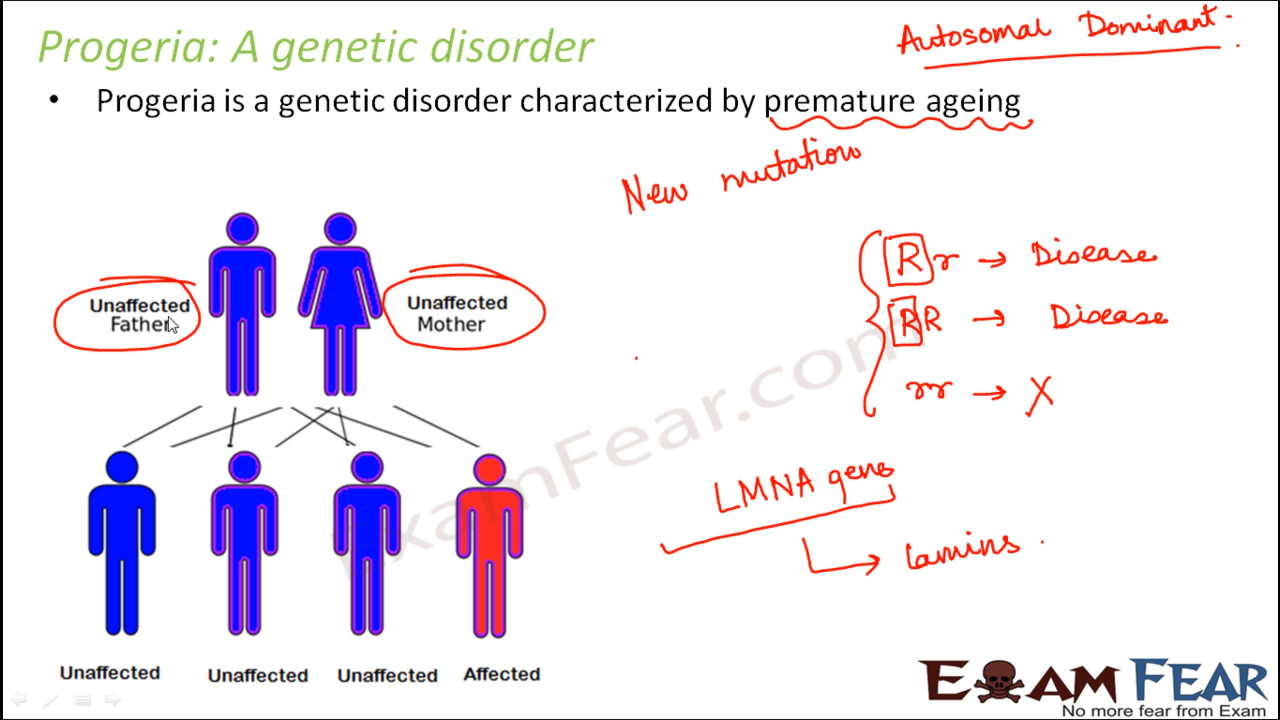 Progeria: A genetic disorder
Autosomal Dominant.
• Progeria is a genetic disorder characterized by premature ageing
New mutation
Rr → Disease
RR → Disease
rr → X
Unaffected
Father
Unaffected
Mother
LMNA gene
Lamins.
Unaffected
Unaffected
Unaffected
Affected
ExamFear.com
EXAM FEAR
No more fear from Exam